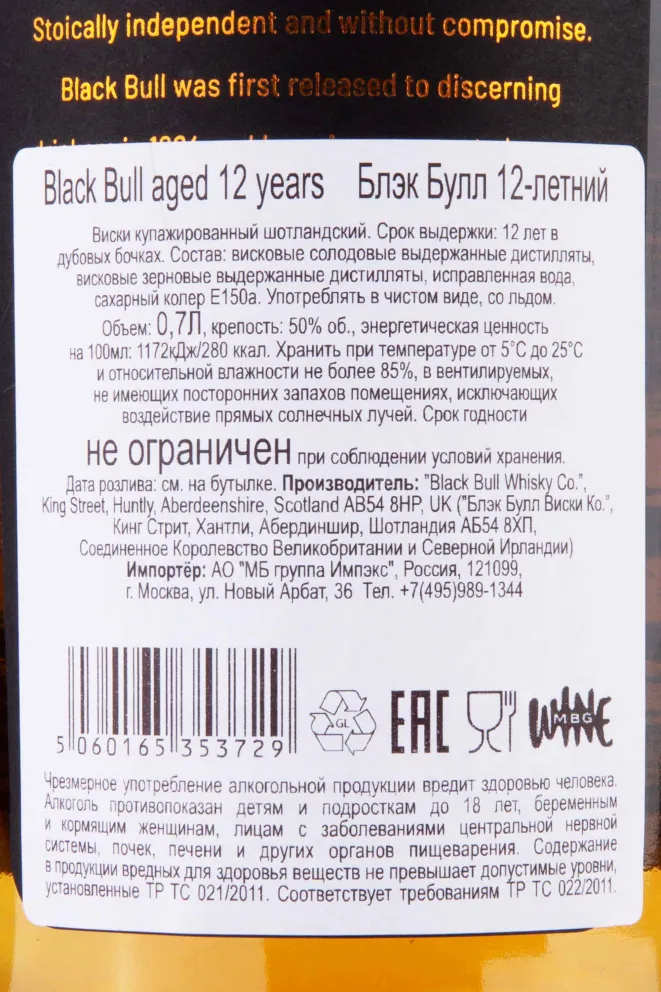 Stoically independent and without compromise.
Black Bull was first released to discerning
Black Bull aged 12 years Блэк Булл 12-летний
Виски купажированный шотландский. Срок выдержки: 12 лет в
дубовых бочках. Состав: висковые солодовые выдержанные дистилляты,
висковые зерновые выдержанные дистилляты, исправленная вода,
сахарный колер Е150а. Употреблять в чистом виде, со льдом.
Объем: 0,7Л, крепость: 50% об., энергетическая ценность
на 100мл: 1172кДж/280 ккал. Хранить при температуре от 5°С до 25°С
и относительной влажности не более 85%, в вентилируемых,
не имеющих посторонних запахов помещениях, исключающих
воздействие прямых солнечных лучей. Срок годности
не ограничен при соблюдении условий хранения.
Дата розлива: см. на бутылке. Производитель: "Black Bull Whisky Co.",
King Street, Huntly, Aberdeenshire, Scotland AB54 8HP, UK ("Блэк Булл Виски Ко.",
Кинг Стрит, Хантли, Абердиншир, Шотландия АБ54 8ХП,
Соединенное Королевство Великобритании и Северной Ирландии)
Импортёр: АО "МБ группа Импэкс", Россия, 121099,
г. Москва, ул. Новый Арбат, 36 Тел. +7(495)989-1344
5 060165 353729 GL EAC WINE MBG
Чрезмерное употребление алкогольной продукции вредит здоровью человека.
Алкоголь противопоказан детям и подросткам до 18 лет, беременным
и кормящим женщинам, лицам с заболеваниями центральной нервной
системы, почек, печени и других органов пищеварения. Содержание
в продукции вредных для здоровья веществ не превышает допустимые уровни,
установленные ТР ТС 021/2011. Соответствует требованиям ТР ТС 022/2011.